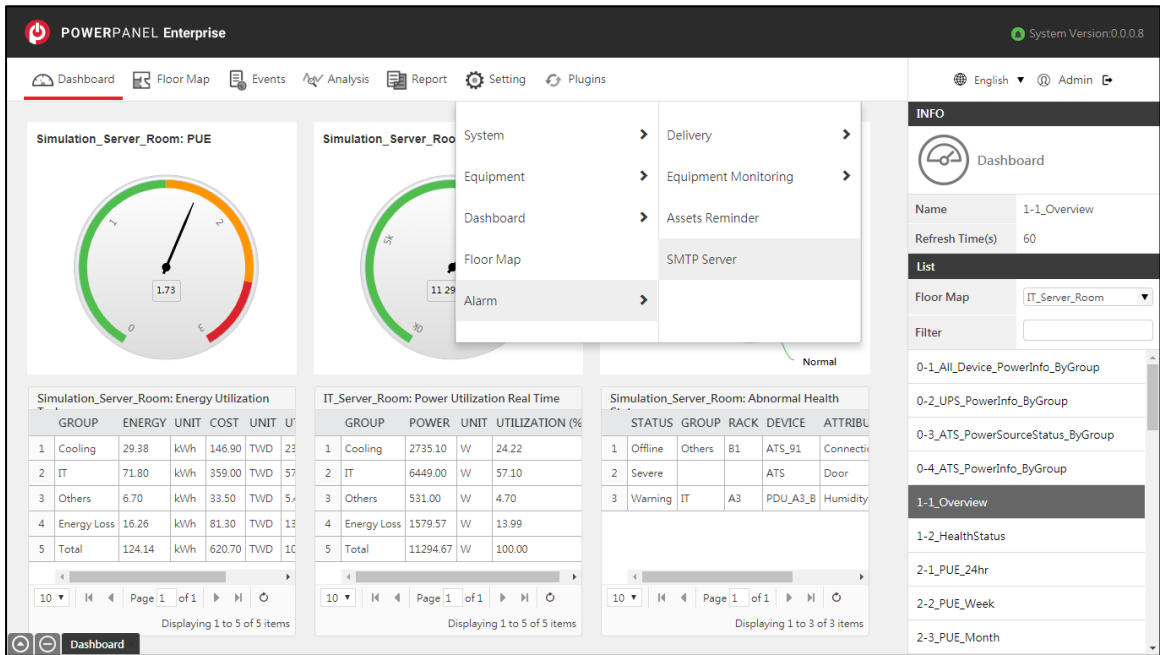 POWERPANEL Enterprise
System Version:0.0.0.8
Dashboard Floor Map Events Analysis Report Setting Plugins
English Admin
Simulation_Server_Room: PUE
0 1 2 3
1.73
Simulation_Server_Roo
5k
0k
11 29
System
Equipment
Dashboard
Floor Map
Alarm
Delivery
Equipment Monitoring
Assets Reminder
SMTP Server
Normal
Simulation_Server_Room: Energy Utilization
GROUP ENERGY UNIT COST UNIT
1 Cooling 29.38 kWh 146.90 TWD 23
2 IT 71.80 kWh 359.00 TWD 57
3 Others 6.70 kWh 33.50 TWD 5.
4 Energy Loss 16.26 kWh 81.30 TWD 13
5 Total 124.14 kWh 620.70 TWD 10
10 Page 1 of 1
Displaying 1 to 5 of 5 items
IT_Server_Room: Power Utilization Real Time
GROUP POWER UNIT UTILIZATION (%
1 Cooling 2735.10 W 24.22
2 IT 6449.00 W 57.10
3 Others 531.00 W 4.70
4 Energy Loss 1579.57 W 13.99
5 Total 11294.67 W 100.00
10 Page 1 of 1
Displaying 1 to 5 of 5 items
Simulation_Server_Room: Abnormal Health
STATUS GROUP RACK DEVICE ATTRIBU
1 Offline Others B1 ATS_91 Connecti
2 Severe ATS Door
3 Warning IT A3 PDU_A3_B Humidity
10 Page 1 of 1
Displaying 1 to 3 of 3 items
Dashboard
INFO
Dashboard
Name 1-1_Overview
Refresh Time(s) 60
List
Floor Map IT_Server_Room
Filter
0-1_All_Device_PowerInfo_ByGroup
0-2_UPS_PowerInfo_ByGroup
0-3_ATS_PowerSourceStatus_ByGroup
0-4_ATS_PowerInfo_ByGroup
1-1_Overview
1-2_HealthStatus
2-1_PUE_24hr
2-2_PUE_Week
2-3_PUE_Month